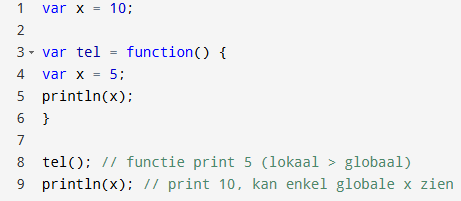 1 var x = 10;
2
3 var tel = function() {
4 var x = 5;
5 println(x);
6 }
7
8 tel(); // functie print 5 (lokaal > globaal)
9 println(x); // print 10, kan enkel globale x zien